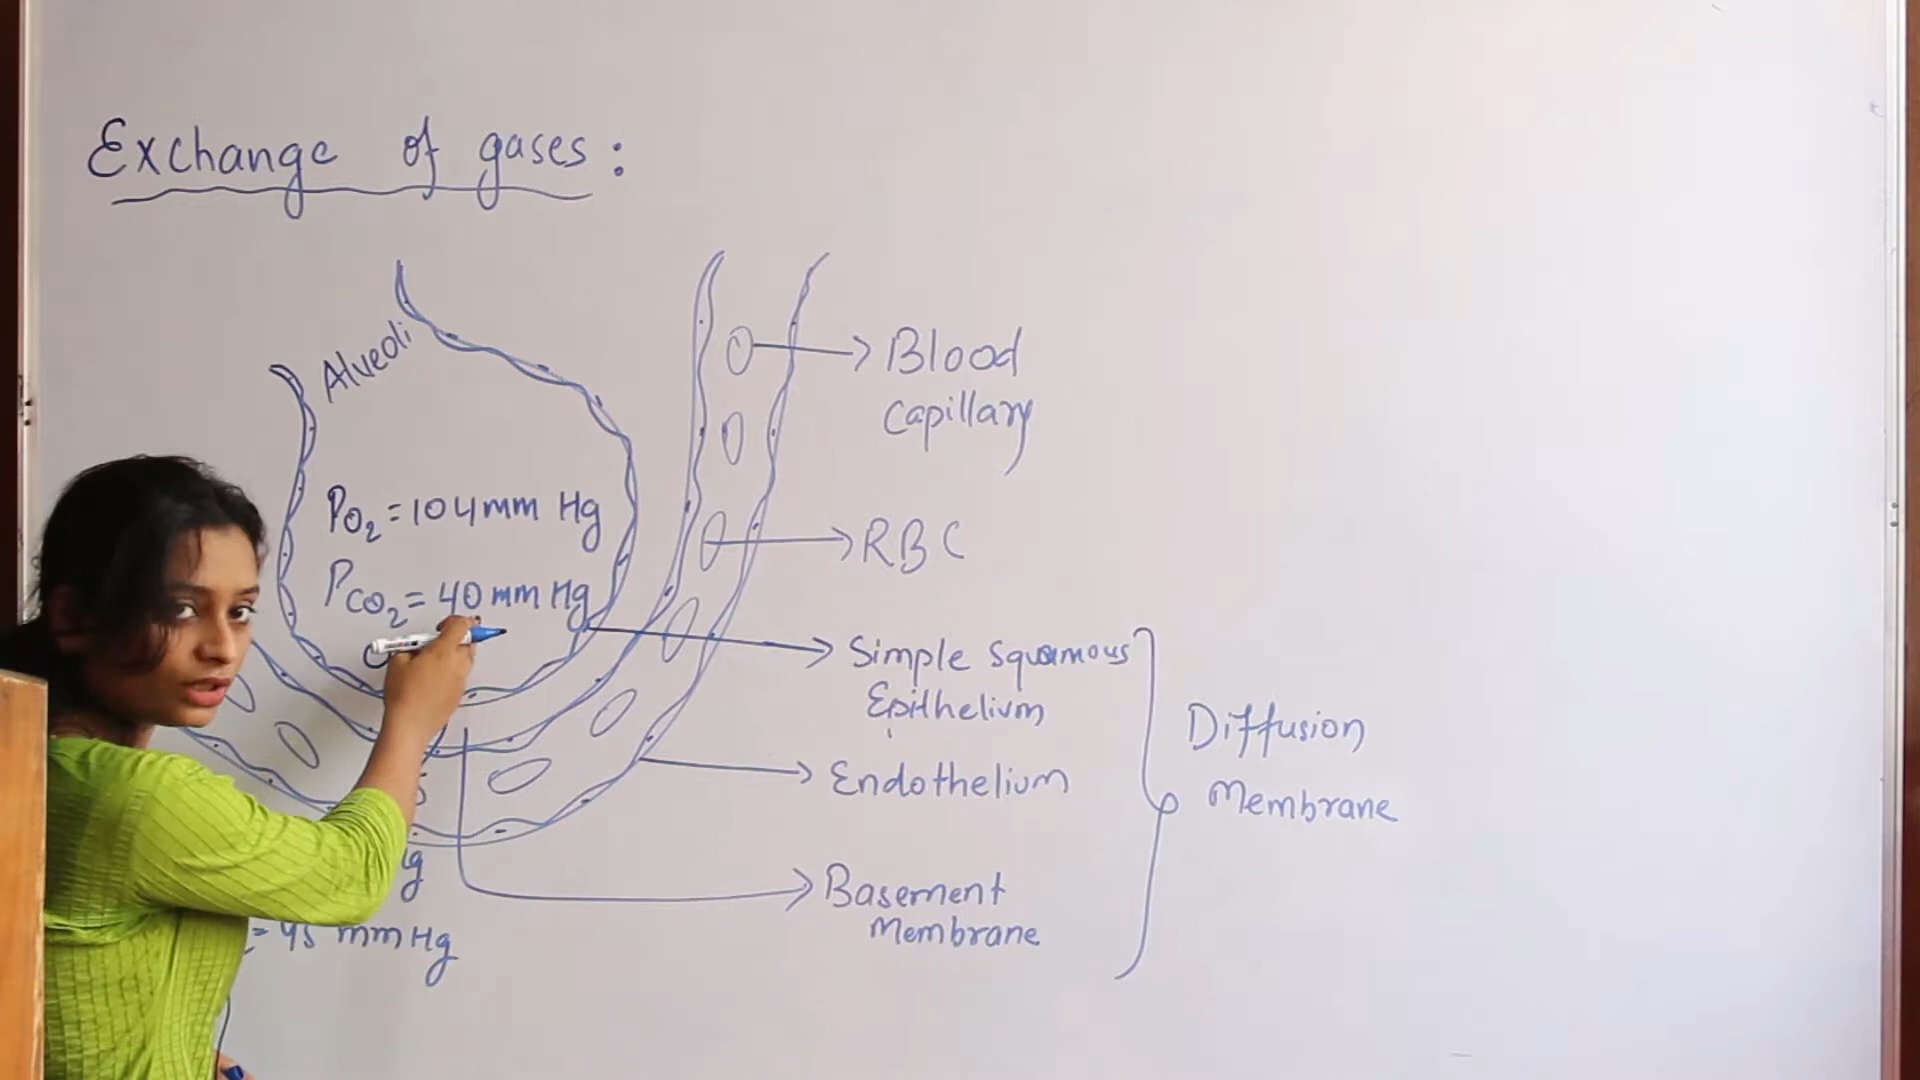 Exchange of gases:
Alveoli
PO2 = 104 mm Hg
PCO2 = 40 mm Hg
Blood
Capillary
RBC
Simple Squamous
Epithelium
Endothelium
Basement
Membrane
Diffusion
Membrane
= 45 mm Hg